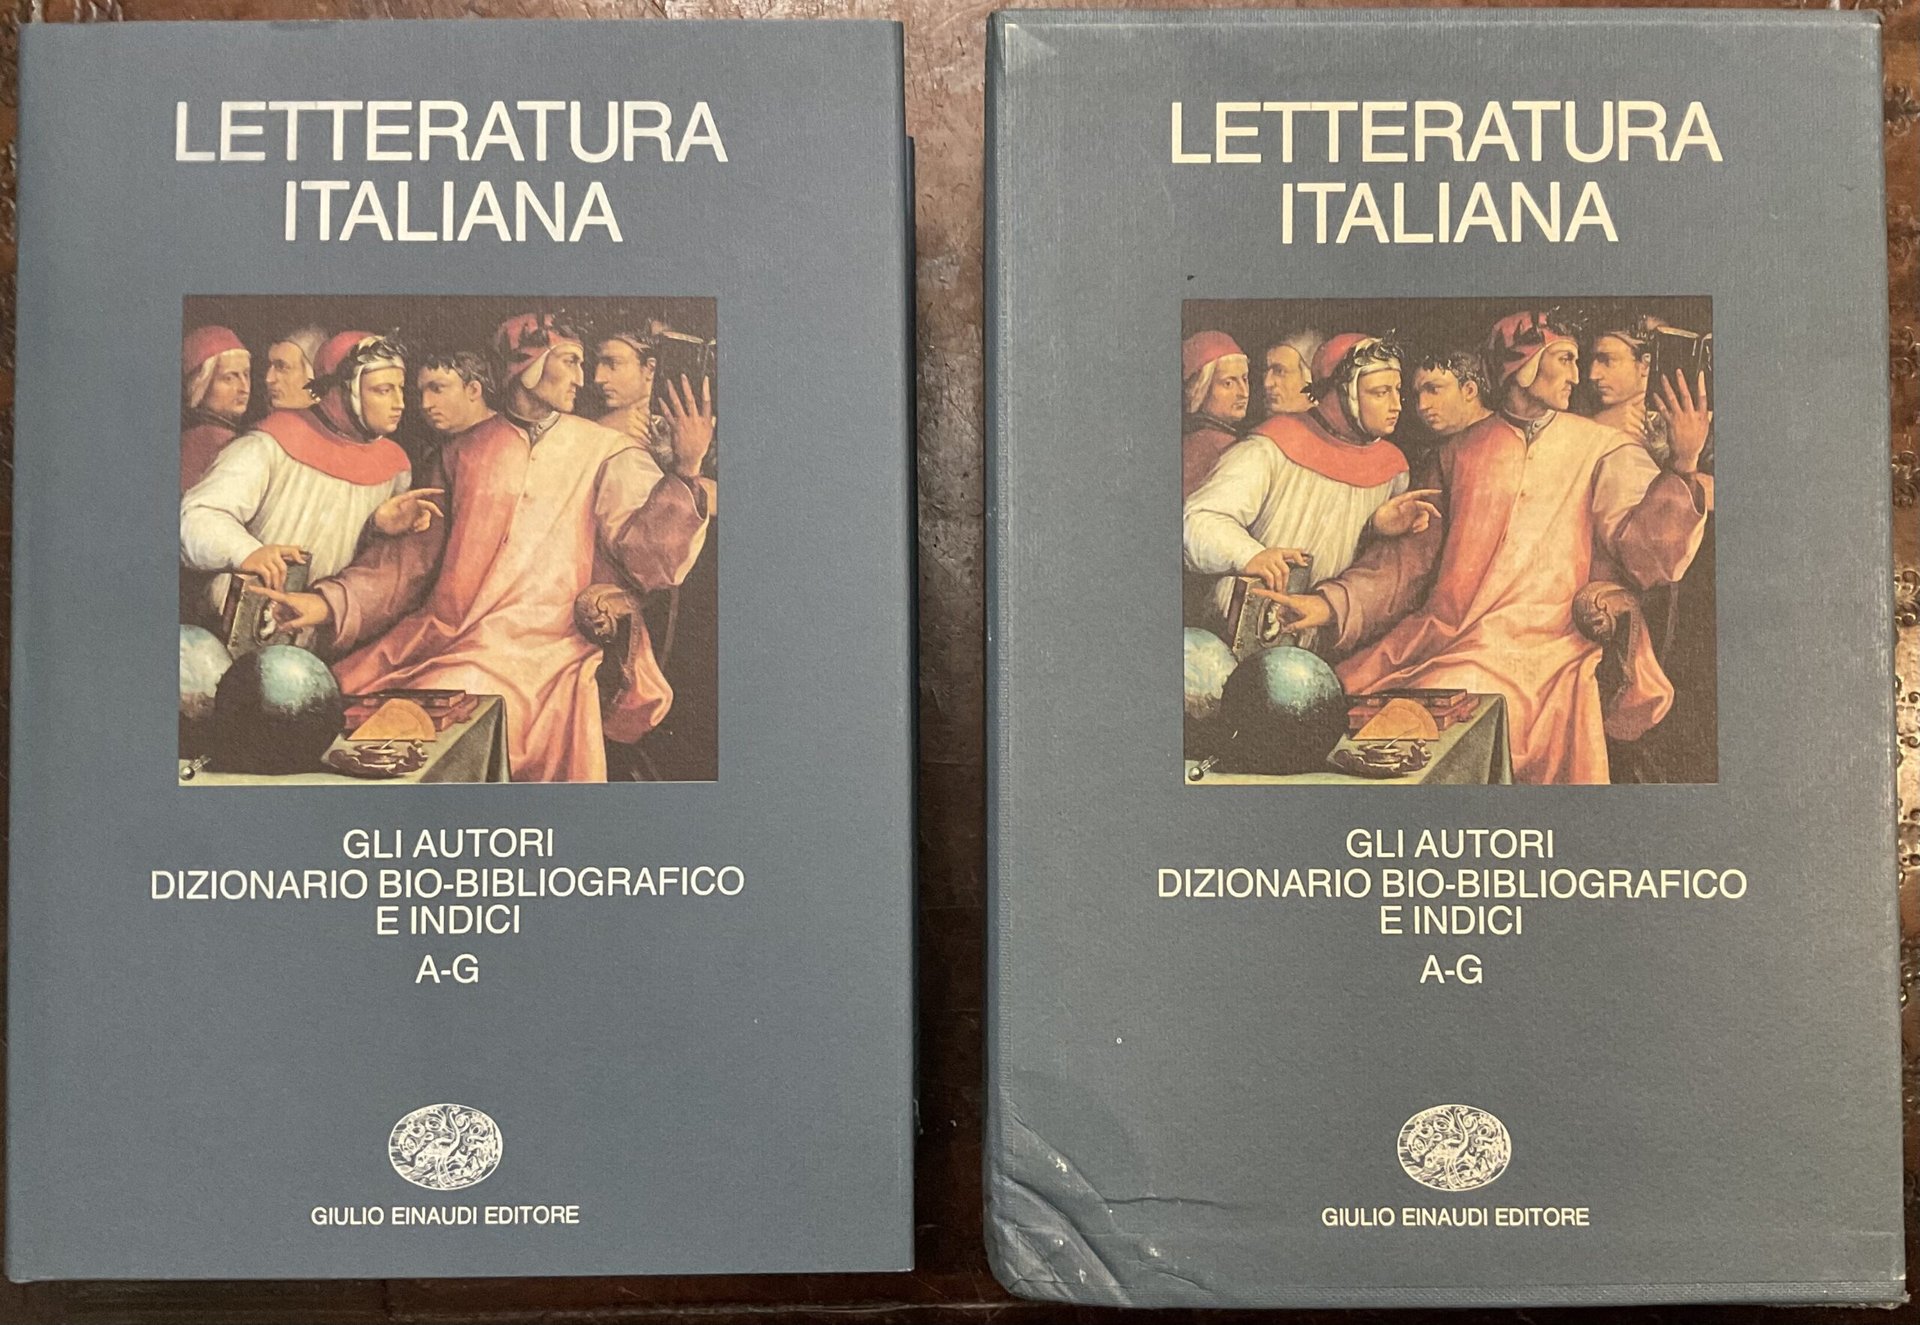 LETTERATURA
ITALIANA
GLI AUTORI
DIZIONARIO BIO-BIBLIOGRAFICO
E INDICI
A-G
GIULIO EINAUDI EDITORE
LETTERATURA
ITALIANA
GLI AUTORI
DIZIONARIO BIO-BIBLIOGRAFICO
E INDICI
A-G
GIULIO EINAUDI EDITORE